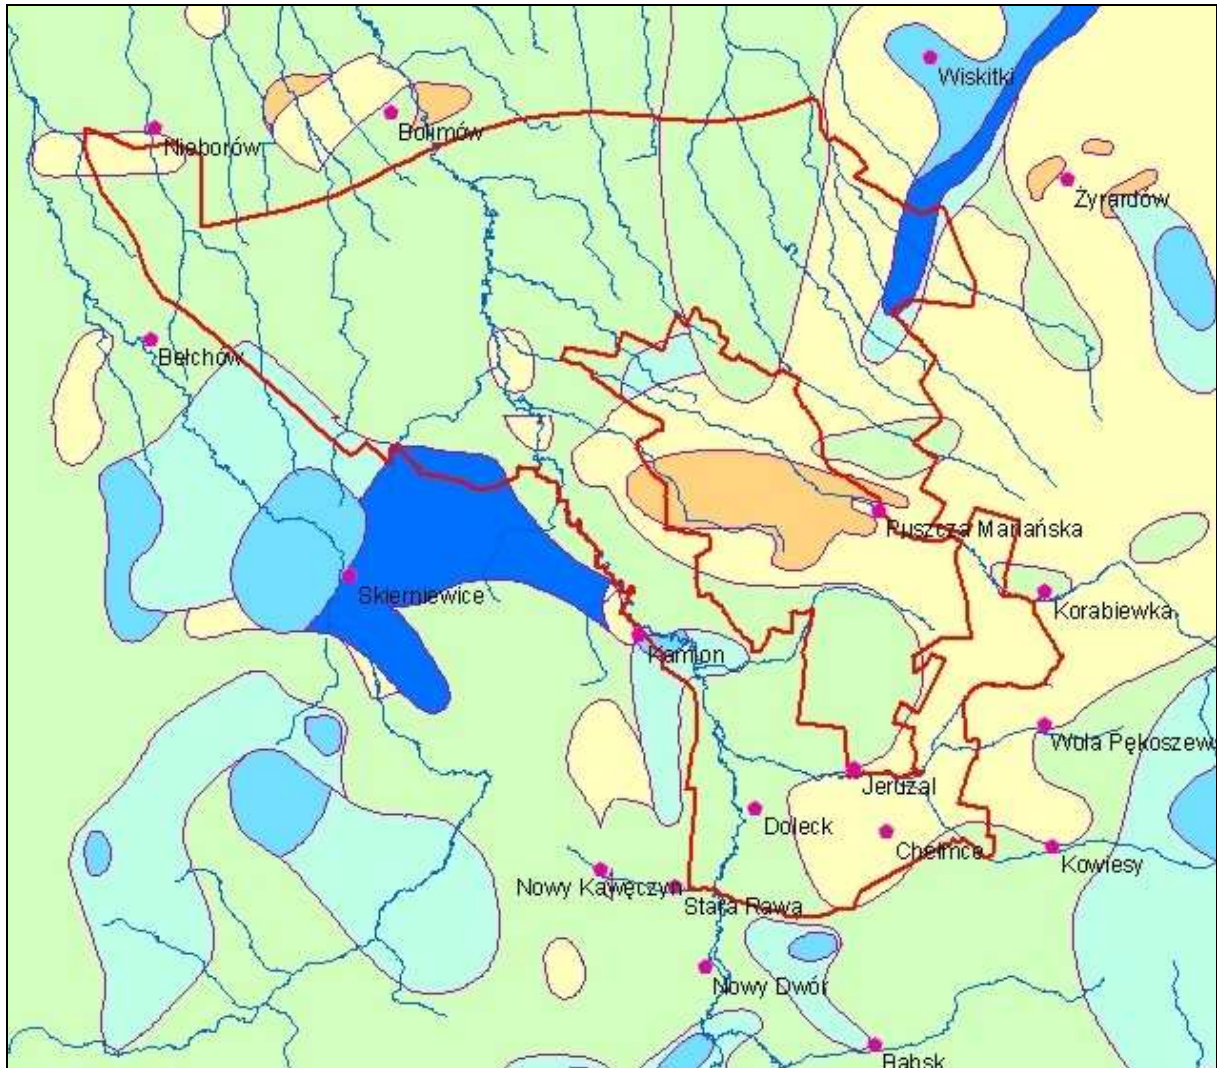 Wiskitki
Bolimów
Nieborów
Żyrardów
Bełchów
Puszcza Mariańska
Skierniewice
Korabiewka
Kamion
Wola Pękoszew
Jeruzal
Doleck
Chełmce
Kowiesy
Nowy Kawęczyn
Stara Rawa
Nowy Dwór
Babsk